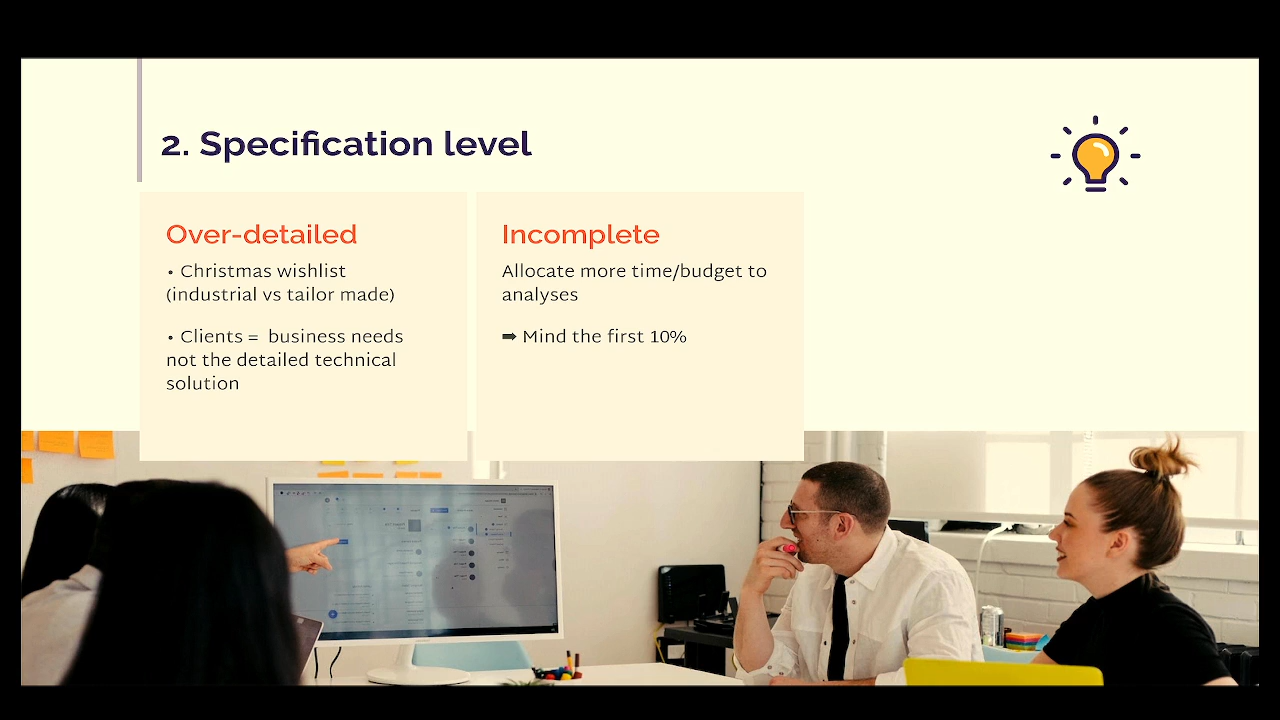 2. Specification level
Over-detailed
• Christmas wishlist
(industrial vs tailor made)
• Clients =  business needs
not the detailed technical
solution
Incomplete
Allocate more time/budget to
analyses
➡ Mind the first 10%